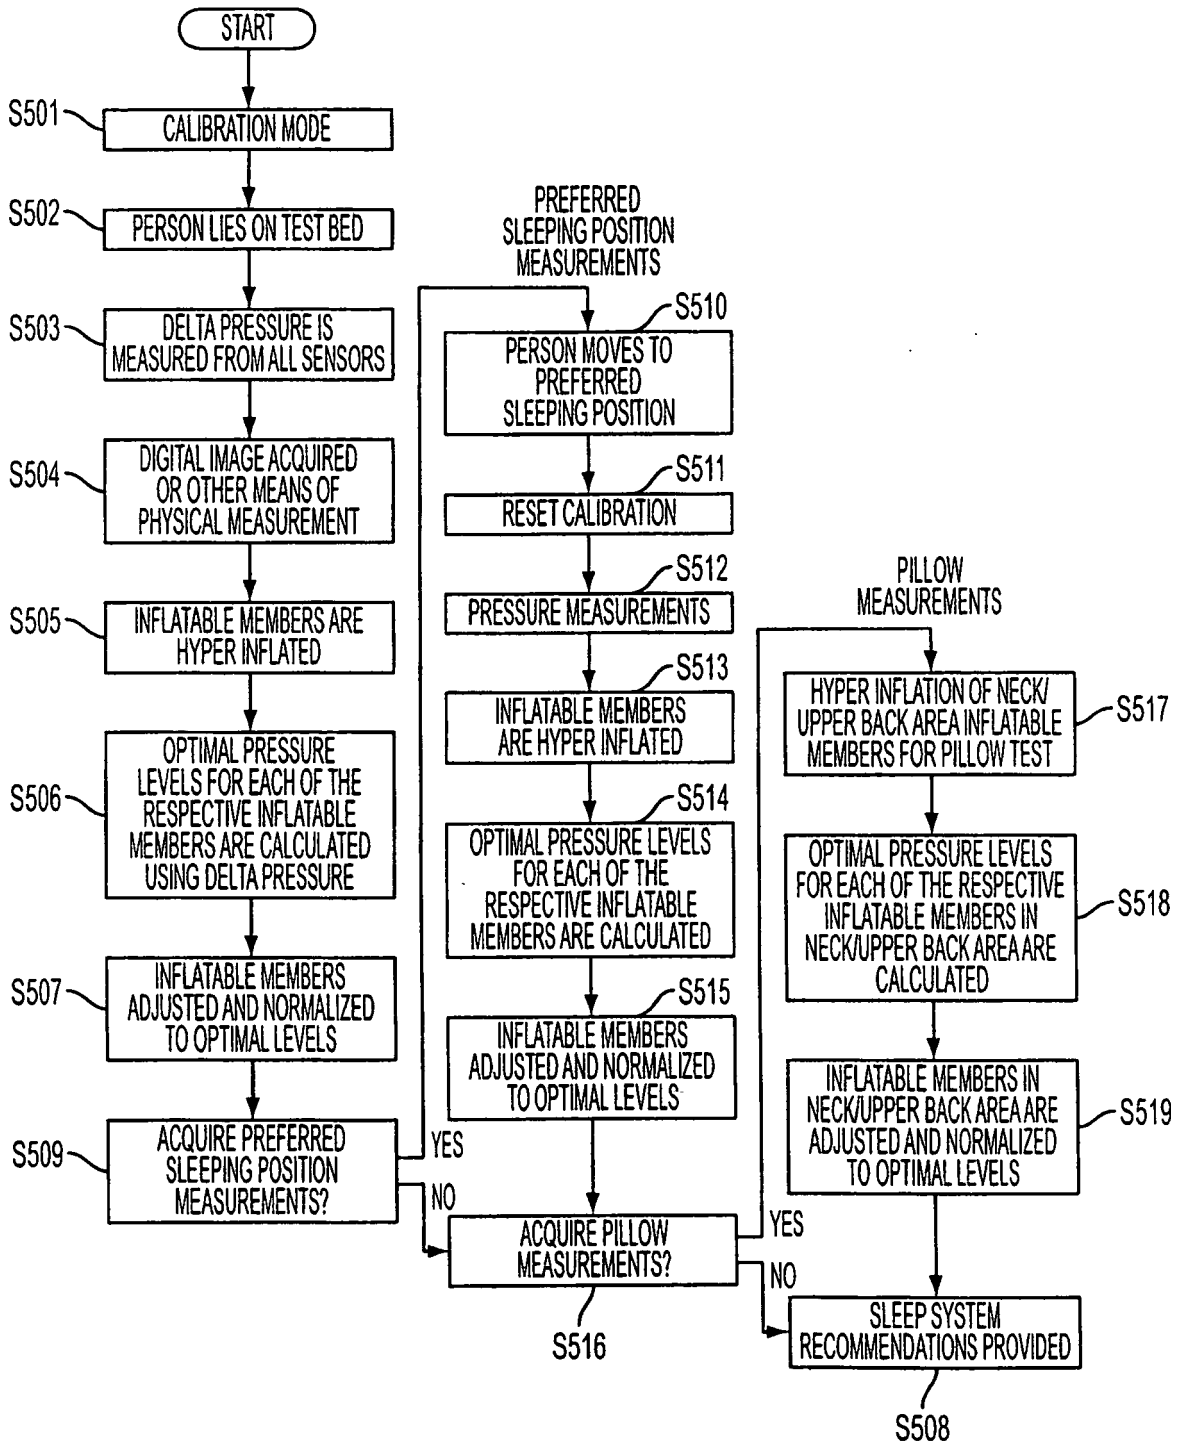 START
S501
CALIBRATION MODE
S502
PERSON LIES ON TEST BED
S503
DELTA PRESSURE IS
MEASURED FROM ALL SENSORS
S504
DIGITAL IMAGE ACQUIRED
OR OTHER MEANS OF
PHYSICAL MEASUREMENT
S505
INFLATABLE MEMBERS ARE
HYPER INFLATED
S506
OPTIMAL PRESSURE
LEVELS FOR EACH OF THE
RESPECTIVE INFLATABLE
MEMBERS ARE CALCULATED
USING DELTA PRESSURE
S507
INFLATABLE MEMBERS
ADJUSTED AND NORMALIZED
TO OPTIMAL LEVELS
S509
ACQUIRE PREFERRED
SLEEPING POSITION
MEASUREMENTS?
YES
NO
PREFERRED
SLEEPING POSITION
MEASUREMENTS
S510
PERSON MOVES TO
PREFERRED
SLEEPING POSITION
S511
RESET CALIBRATION
S512
PRESSURE MEASUREMENTS
S513
INFLATABLE MEMBERS
ARE HYPER INFLATED
S514
OPTIMAL PRESSURE LEVELS
FOR EACH OF THE
RESPECTIVE INFLATABLE
MEMBERS ARE CALCULATED
S515
INFLATABLE MEMBERS
ADJUSTED AND NORMALIZED
TO OPTIMAL LEVELS
ACQUIRE PILLOW
MEASUREMENTS?
S516
YES
NO
PILLOW
MEASUREMENTS
HYPER INFLATION OF NECK/
UPPER BACK AREA INFLATABLE
MEMBERS FOR PILLOW TEST
S517
OPTIMAL PRESSURE LEVELS
FOR EACH OF THE RESPECTIVE
INFLATABLE MEMBERS IN
NECK/UPPER BACK AREA ARE
CALCULATED
S518
INFLATABLE MEMBERS IN
NECK/UPPER BACK AREA ARE
ADJUSTED AND NORMALIZED
TO OPTIMAL LEVELS
S519
SLEEP SYSTEM
RECOMMENDATIONS PROVIDED
S508